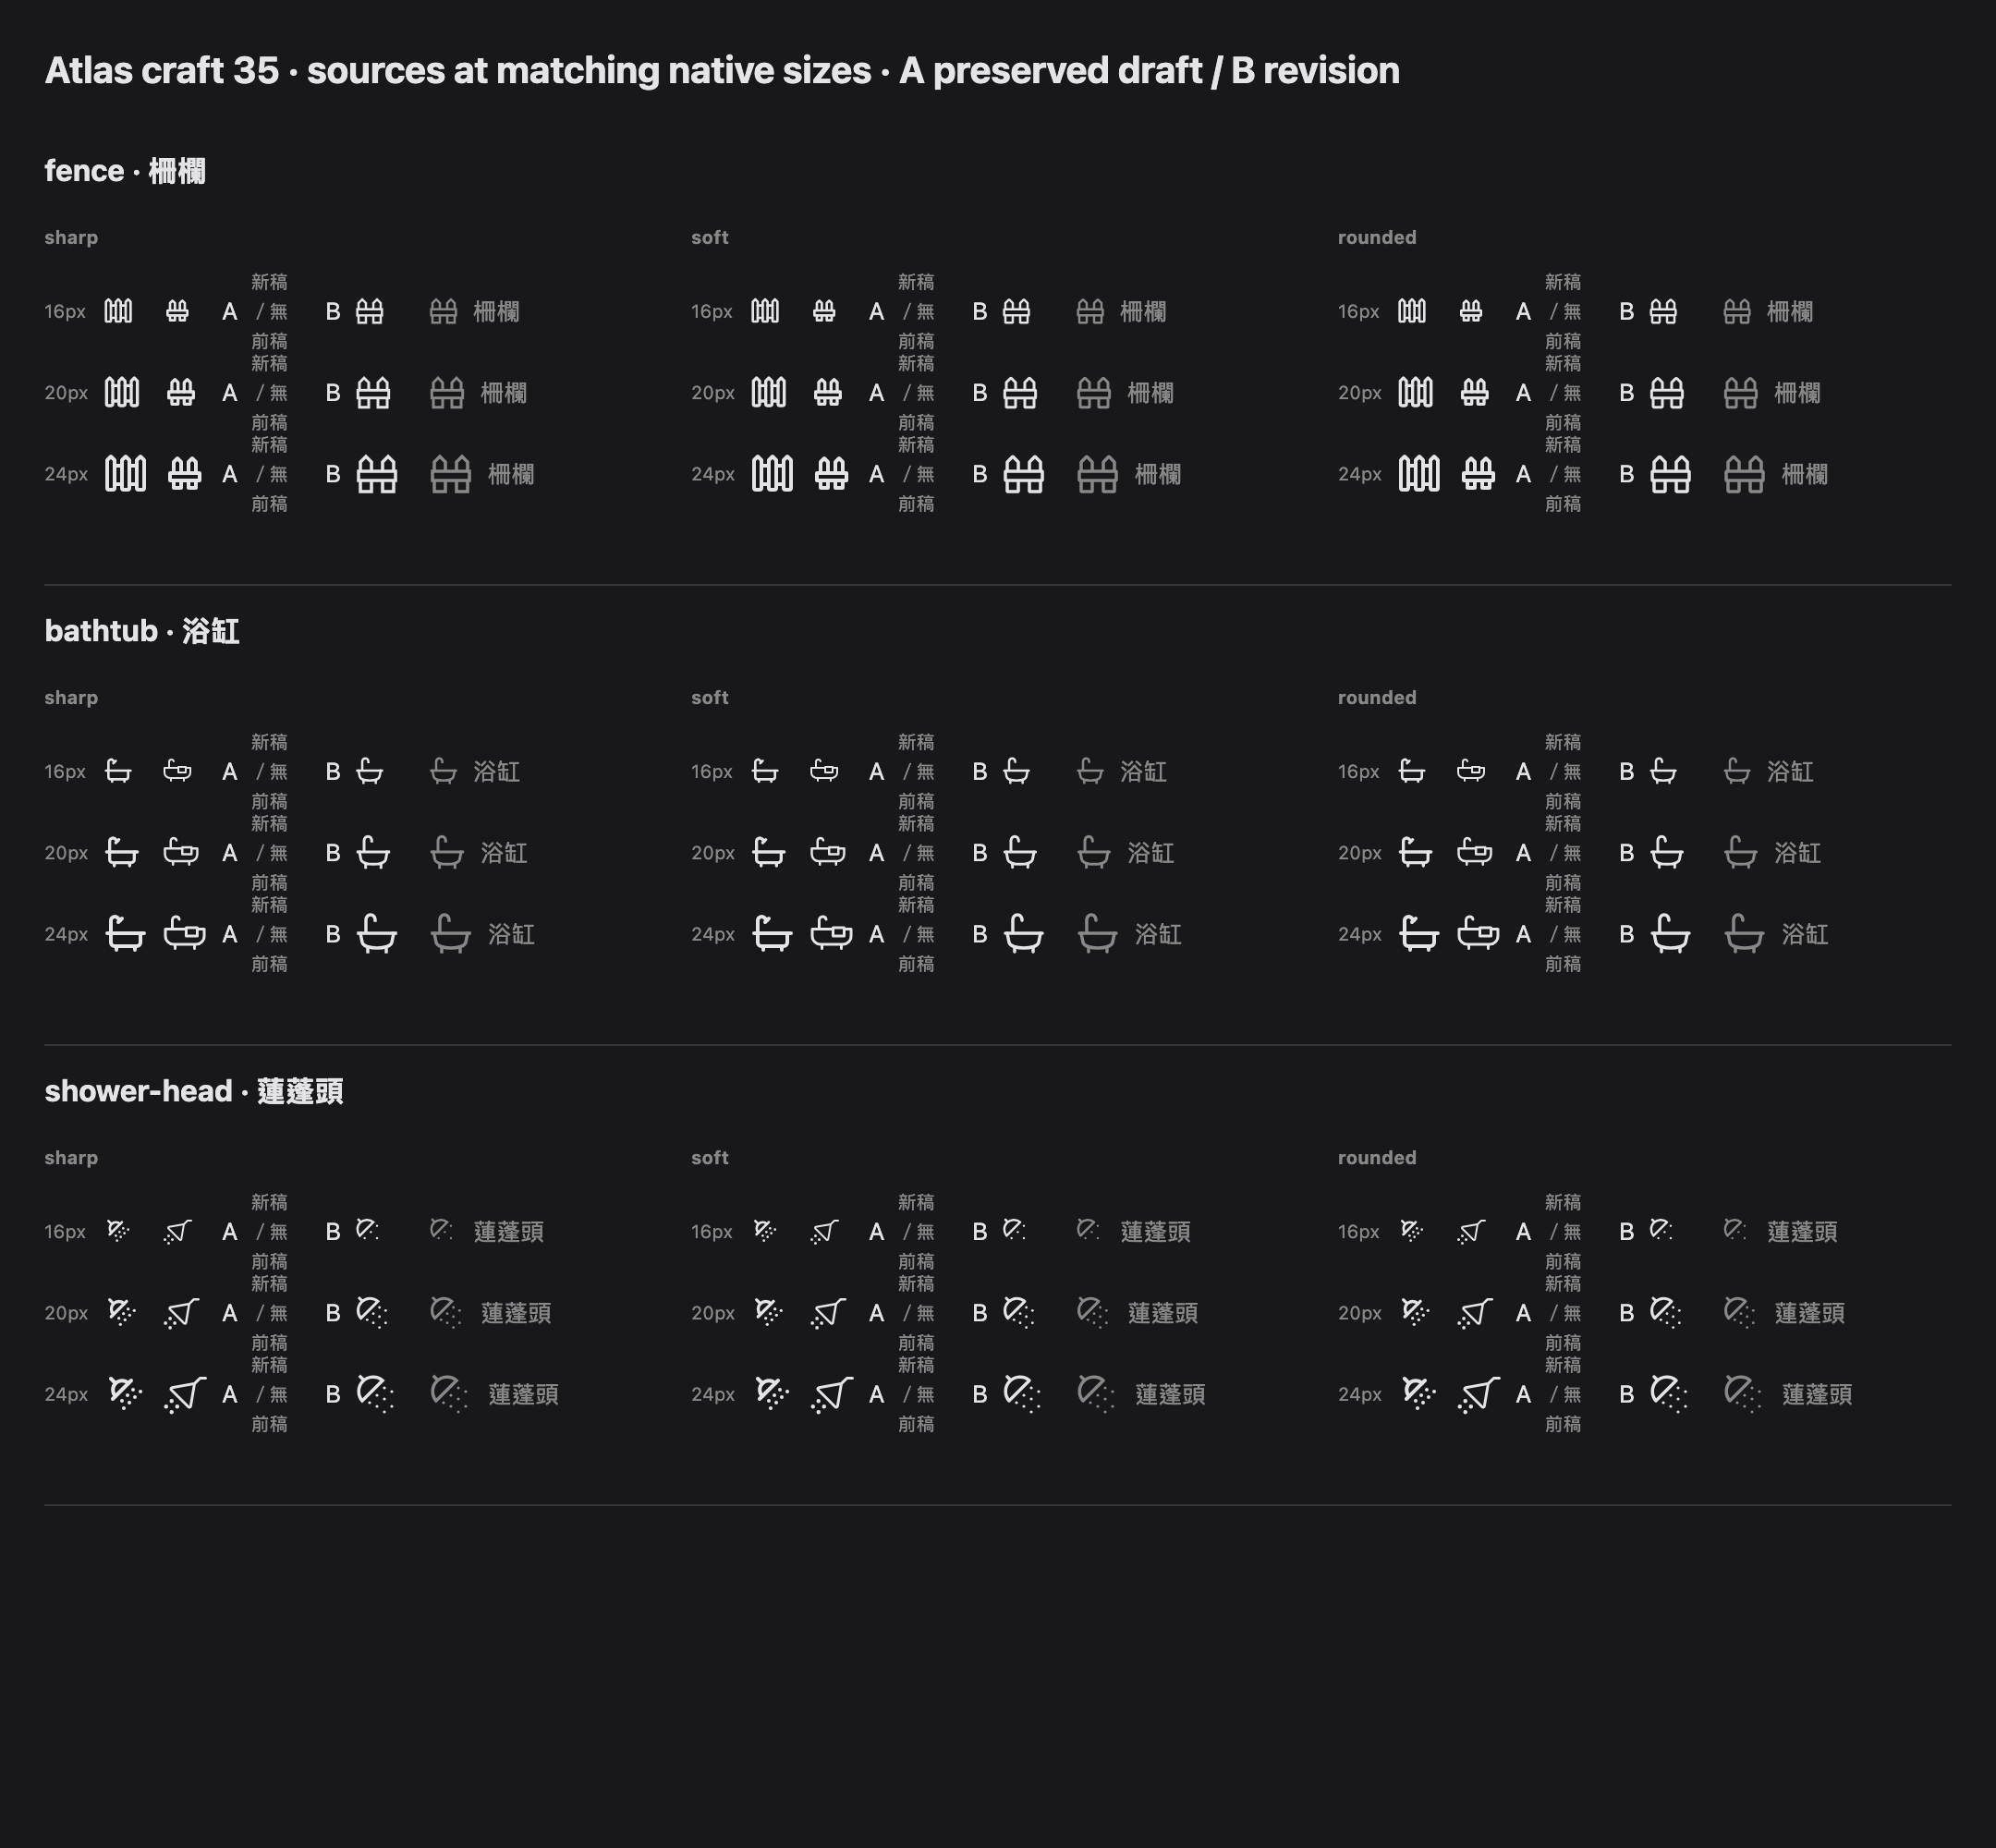 Atlas craft 35 · sources at matching native sizes · A preserved draft / B revision
fence · 柵欄
sharp
16px A 新稿 / 無 前稿 B 柵欄
20px A 新稿 / 無 前稿 B 柵欄
24px A 新稿 / 無 前稿 B 柵欄
soft
16px A 新稿 / 無 前稿 B 柵欄
20px A 新稿 / 無 前稿 B 柵欄
24px A 新稿 / 無 前稿 B 柵欄
rounded
16px A 新稿 / 無 前稿 B 柵欄
20px A 新稿 / 無 前稿 B 柵欄
24px A 新稿 / 無 前稿 B 柵欄
bathtub · 浴缸
sharp
16px A 新稿 / 無 前稿 B 浴缸
20px A 新稿 / 無 前稿 B 浴缸
24px A 新稿 / 無 前稿 B 浴缸
soft
16px A 新稿 / 無 前稿 B 浴缸
20px A 新稿 / 無 前稿 B 浴缸
24px A 新稿 / 無 前稿 B 浴缸
rounded
16px A 新稿 / 無 前稿 B 浴缸
20px A 新稿 / 無 前稿 B 浴缸
24px A 新稿 / 無 前稿 B 浴缸
shower-head · 蓮蓬頭
sharp
16px A 新稿 / 無 前稿 B 蓮蓬頭
20px A 新稿 / 無 前稿 B 蓮蓬頭
24px A 新稿 / 無 前稿 B 蓮蓬頭
soft
16px A 新稿 / 無 前稿 B 蓮蓬頭
20px A 新稿 / 無 前稿 B 蓮蓬頭
24px A 新稿 / 無 前稿 B 蓮蓬頭
rounded
16px A 新稿 / 無 前稿 B 蓮蓬頭
20px A 新稿 / 無 前稿 B 蓮蓬頭
24px A 新稿 / 無 前稿 B 蓮蓬頭